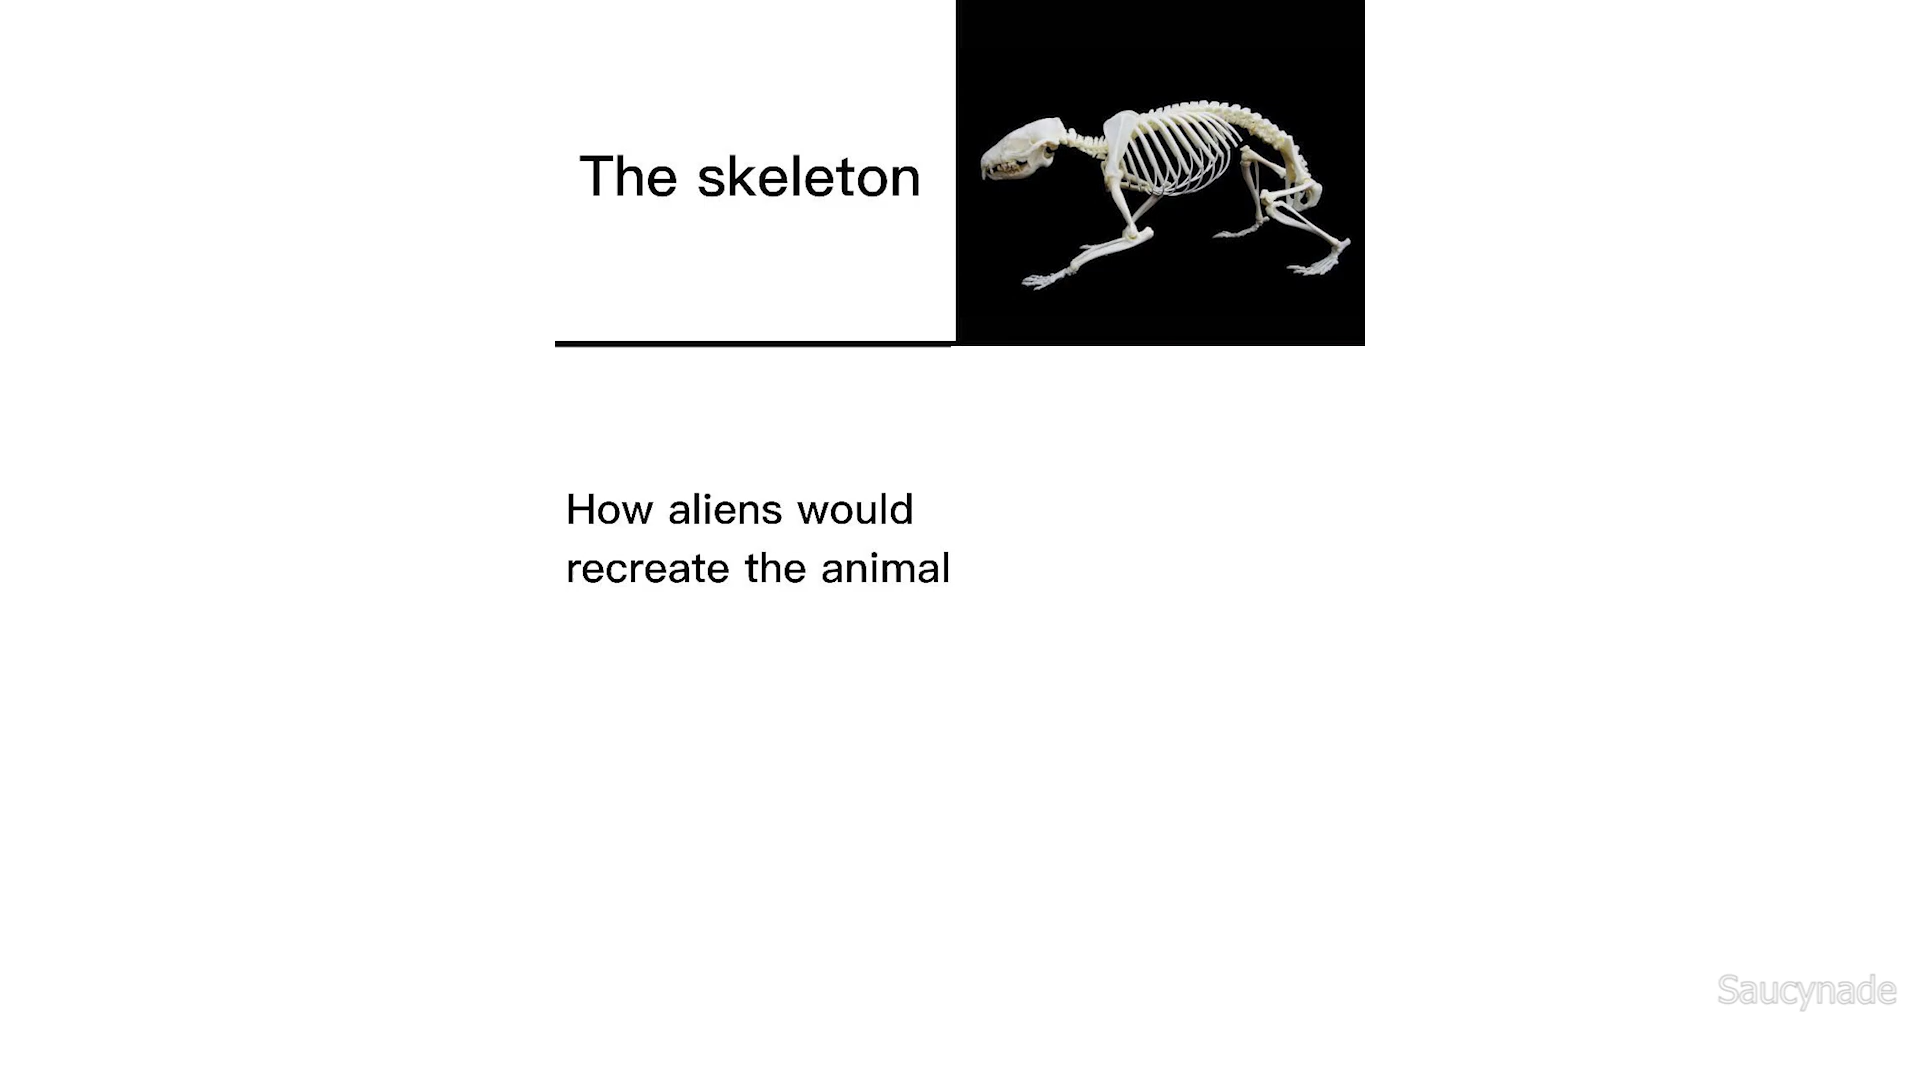 The skeleton
How aliens would
recreate the animal
Saucynade